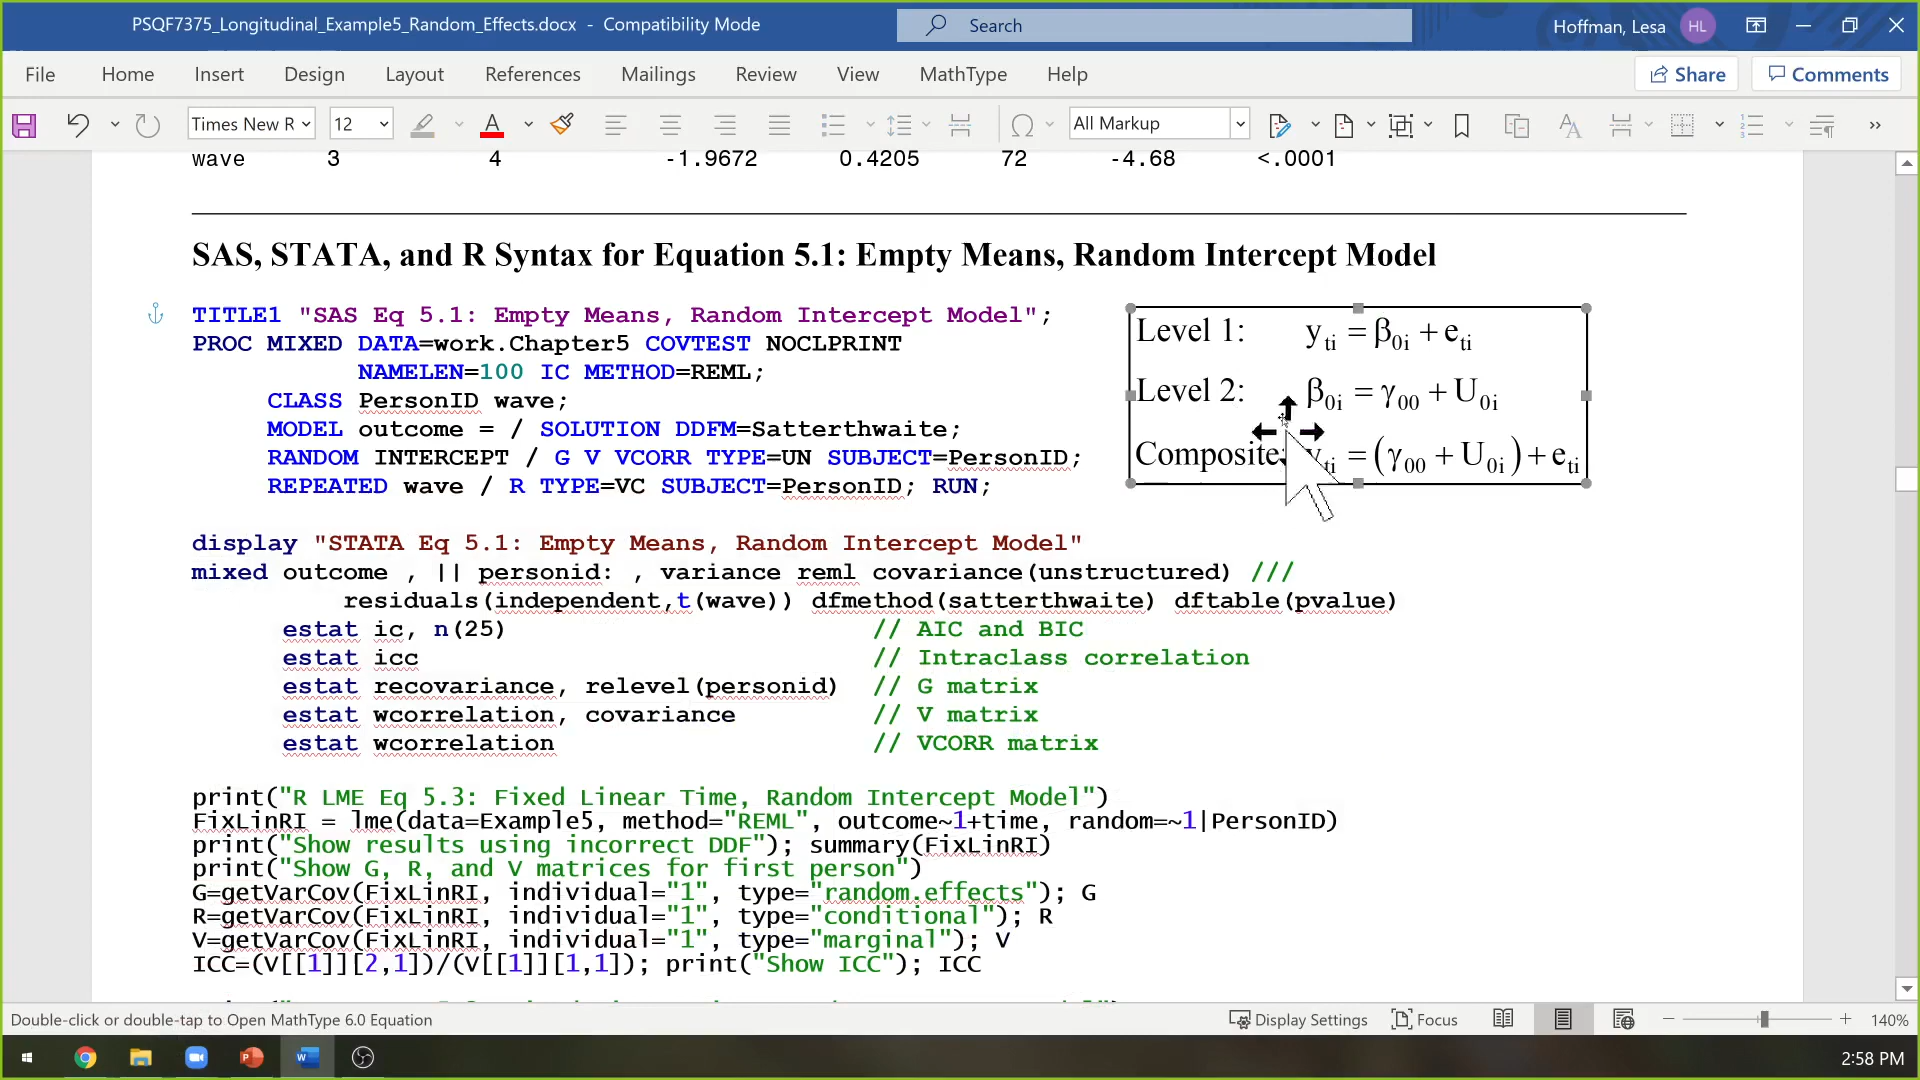 PSQF7375_Longitudinal_Example5_Random_Effects.docx - Compatibility Mode
Search
Hoffman, Lesa
HL
File Home Insert Design Layout References Mailings Review View MathType Help
Share
Comments
Times New R
12
All Markup
wave 3 4 -1.9672 0.4205 72 -4.68 <.0001
SAS, STATA, and R Syntax for Equation 5.1: Empty Means, Random Intercept Model
TITLE1 "SAS Eq 5.1: Empty Means, Random Intercept Model";
PROC MIXED DATA=work.Chapter5 COVTEST NOCLPRINT
NAMELEN=100 IC METHOD=REML;
CLASS PersonID wave;
MODEL outcome = / SOLUTION DDFM=Satterthwaite;
RANDOM INTERCEPT / G V VCORR TYPE=UN SUBJECT=PersonID;
REPEATED wave / R TYPE=VC SUBJECT=PersonID; RUN;
Level 1: y_ti = β_0i + e_ti
Level 2: β_0i = γ_00 + U_0i
Composite: y_ti = (γ_00 + U_0i) + e_ti
display "STATA Eq 5.1: Empty Means, Random Intercept Model"
mixed outcome , || personid: , variance reml covariance(unstructured) ///
residuals(independent,t(wave)) dfmethod(satterthwaite) dftable(pvalue)
estat ic, n(25) // AIC and BIC
estat icc // Intraclass correlation
estat recovariance, relevel(personid) // G matrix
estat wcorrelation, covariance // V matrix
estat wcorrelation // VCORR matrix
print("R LME Eq 5.3: Fixed Linear Time, Random Intercept Model")
FixLinRI = lme(data=Example5, method="REML", outcome~1+time, random=~1|PersonID)
print("Show results using incorrect DDF"); summary(FixLinRI)
print("Show G, R, and V matrices for first person")
G=getVarCov(FixLinRI, individual="1", type="random.effects"); G
R=getVarCov(FixLinRI, individual="1", type="conditional"); R
V=getVarCov(FixLinRI, individual="1", type="marginal"); V
ICC=(V[[1]][2,1])/(V[[1]][1,1]); print("Show ICC"); ICC
Double-click or double-tap to Open MathType 6.0 Equation
Display Settings
Focus
140%
2:58 PM